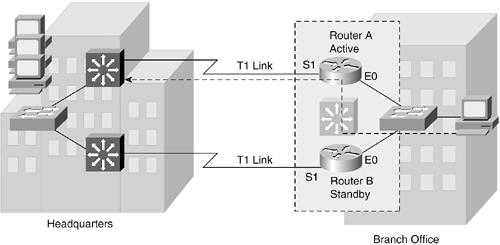 Router A
Active
T1 Link
S1
E0
T1 Link
E0
S1
Router B
Standby
Headquarters
Branch Office